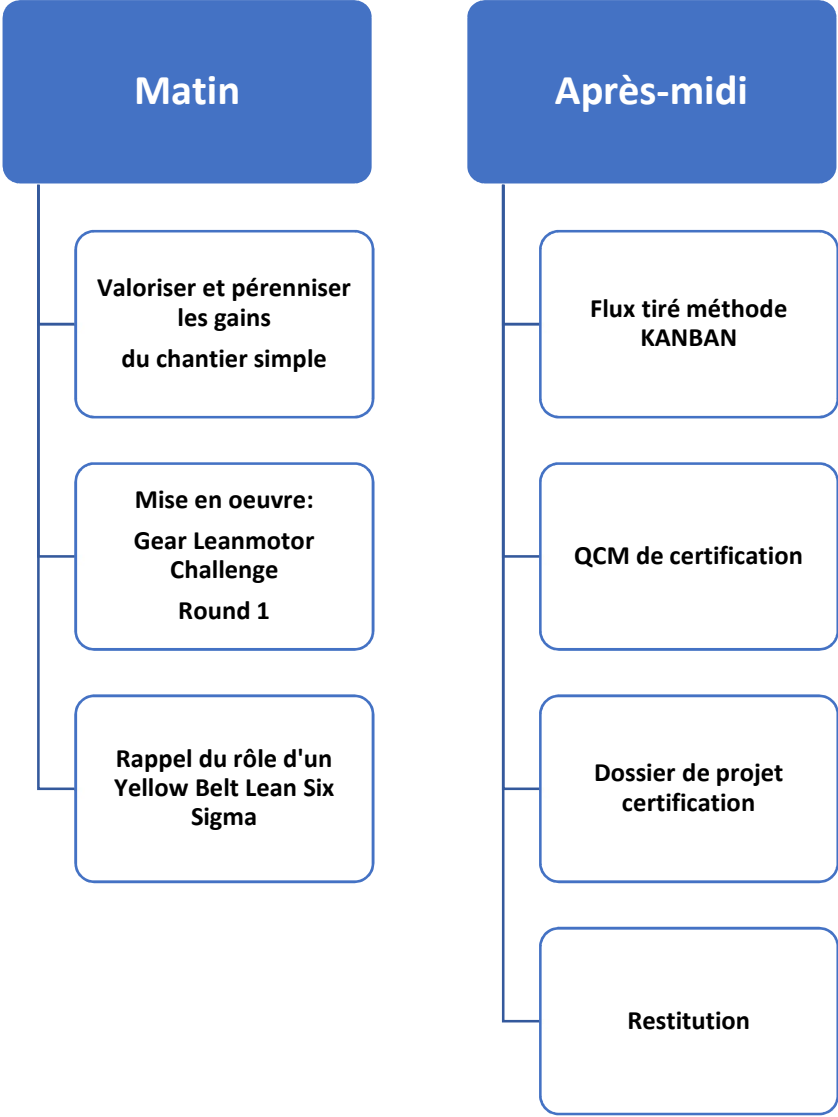 Matin
Valoriser et pérenniser
les gains
du chantier simple
Mise en oeuvre:
Gear Leanmotor
Challenge
Round 1
Rappel du rôle d'un
Yellow Belt Lean Six
Sigma
Après-midi
Flux tiré méthode
KANBAN
QCM de certification
Dossier de projet
certification
Restitution